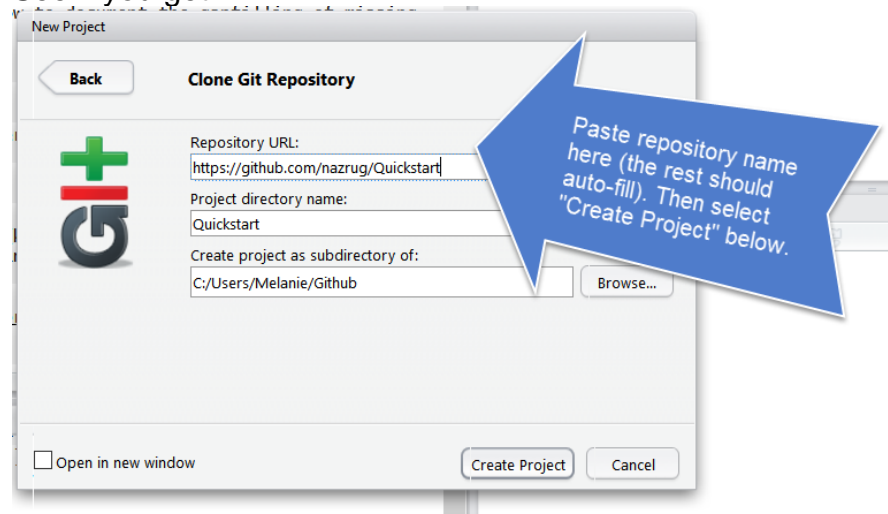 New Project
Back
Clone Git Repository
Repository URL:
https://github.com/nazrug/Quickstart
Project directory name:
Quickstart
Create project as subdirectory of:
C:/Users/Melanie/Github
Browse...
Paste repository name
here (the rest should
auto-fill). Then select
"Create Project" below.
git
Open in new window
Create Project
Cancel